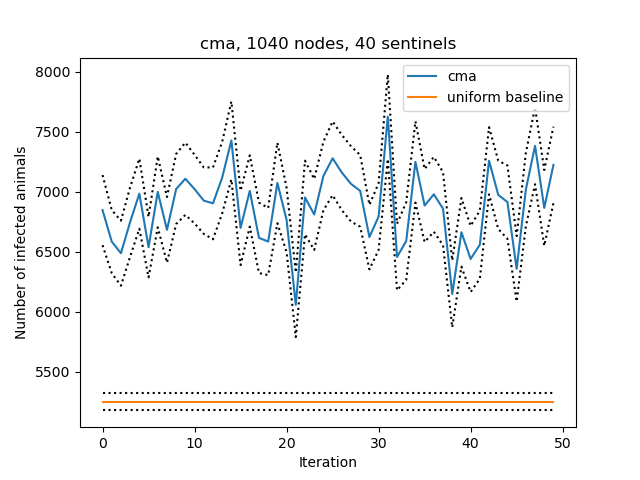 cma, 1040 nodes, 40 sentinels
cma
uniform baseline
Number of infected animals
8000
7500
7000
6500
6000
5500
0
10
20
30
40
50
Iteration